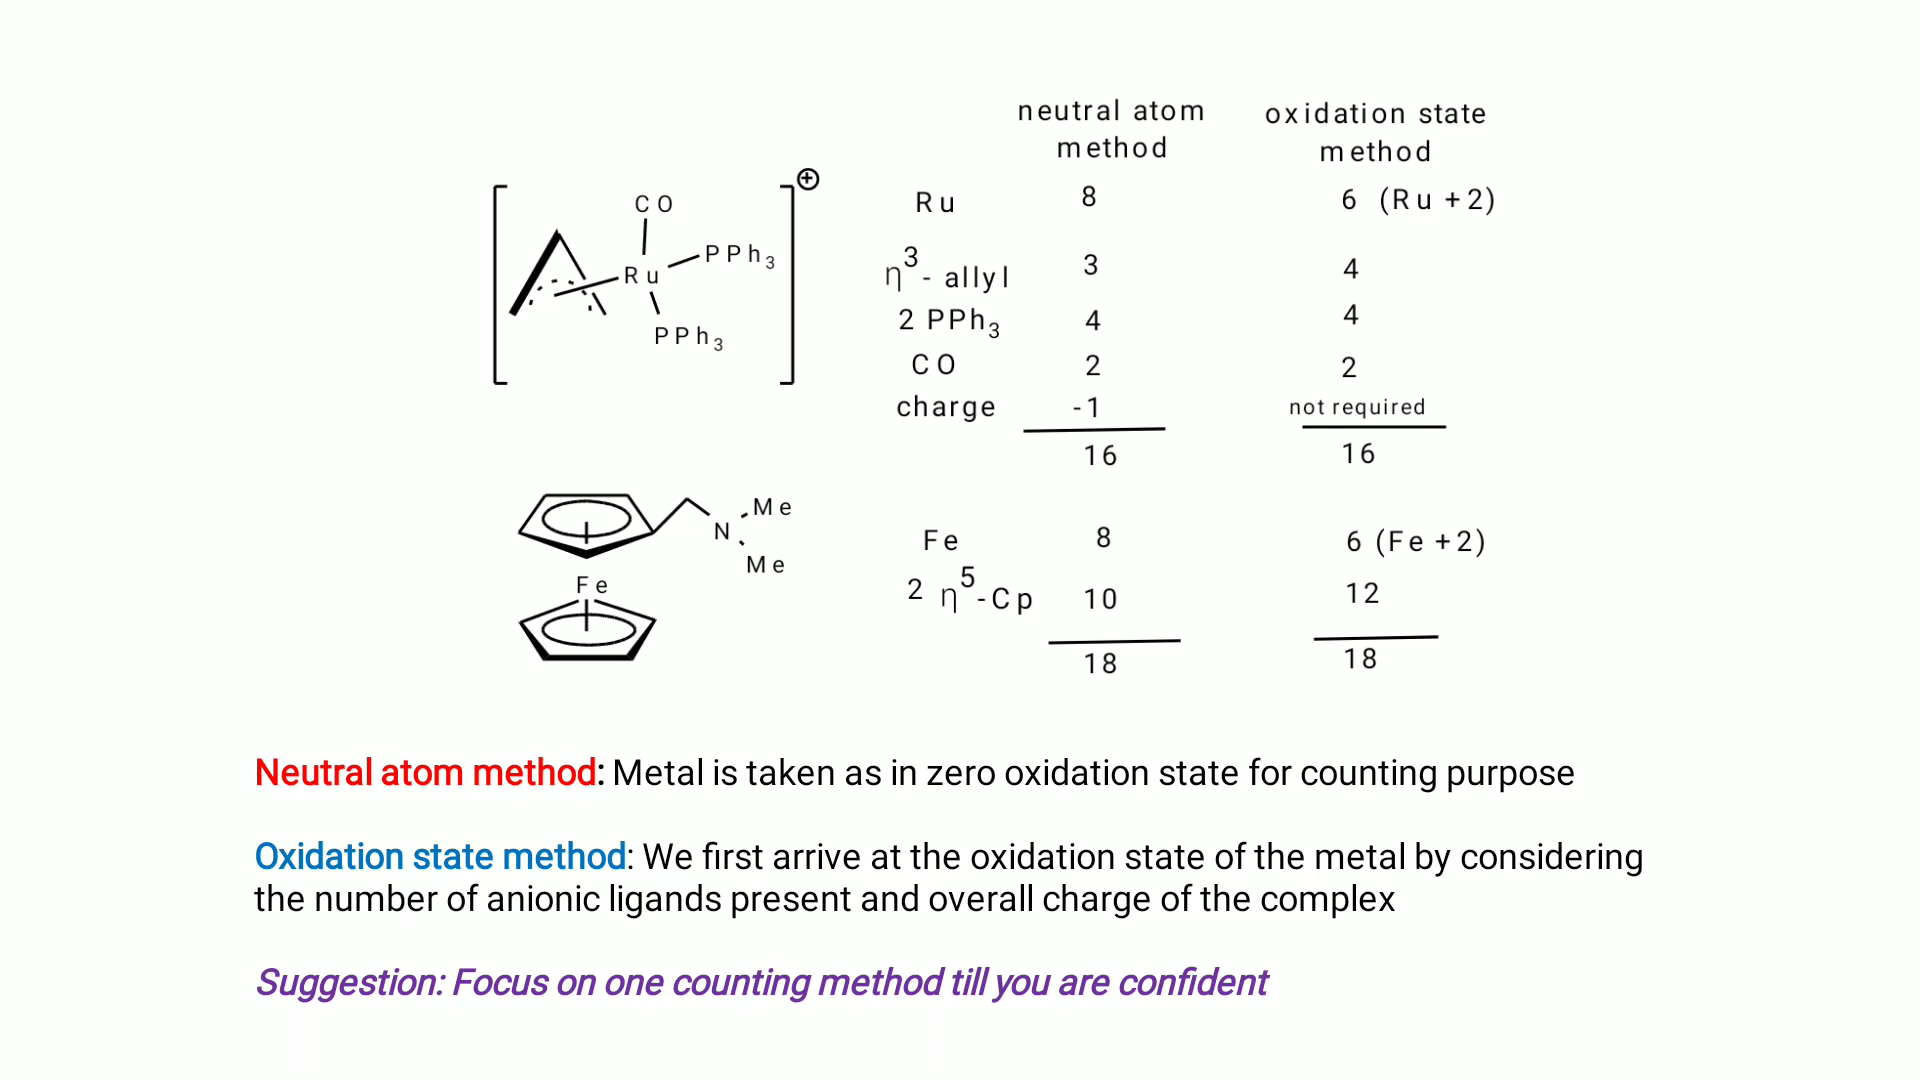 neutral atom method oxidation state method
CO
Ru PPh3
PPh3
⊕
Ru 8 6 (Ru +2)
η3- allyl 3 4
2 PPh3 4 4
CO 2 2
charge -1 not required
16 16
N Me
Me
Fe
Fe 8 6 (Fe +2)
2 η5-Cp 10 12
18 18
Neutral atom method: Metal is taken as in zero oxidation state for counting purpose
Oxidation state method: We first arrive at the oxidation state of the metal by considering
the number of anionic ligands present and overall charge of the complex
Suggestion: Focus on one counting method till you are confident